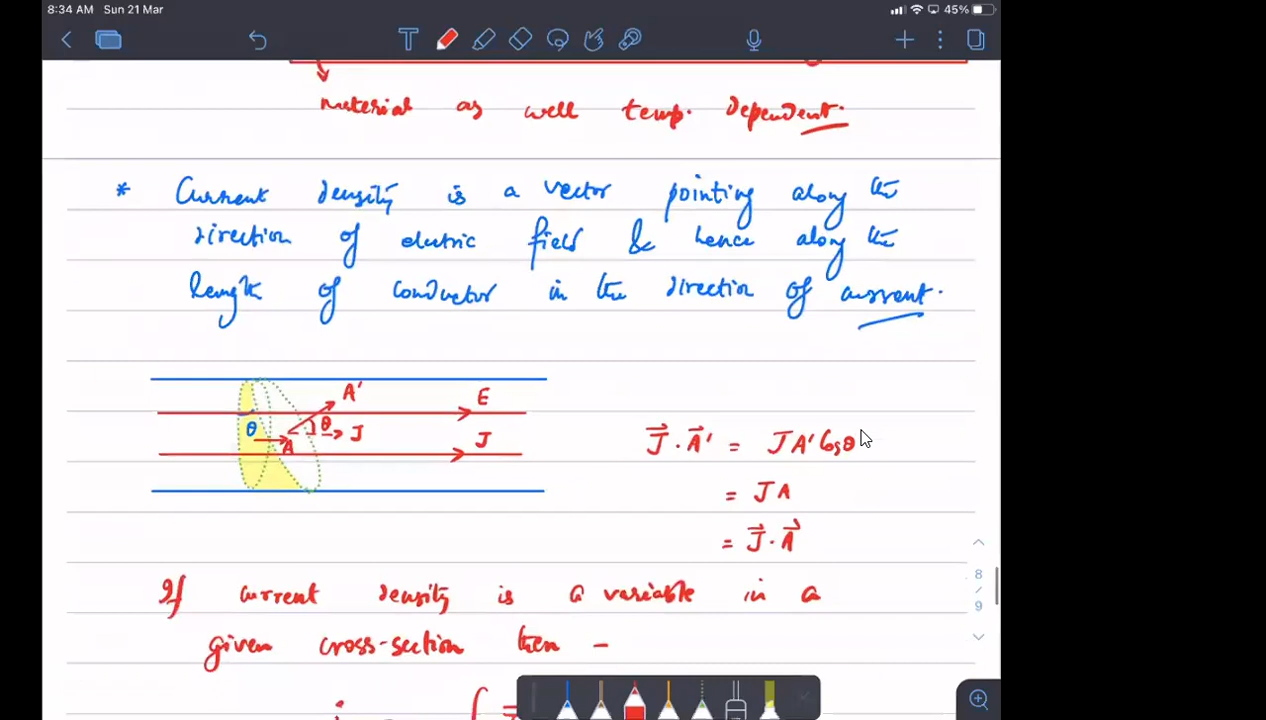 8:34 AM Sun 21 Mar
45%
material as well temp. dependent.
* Current density is a vector pointing along the
direction of electric field & hence along the
length of conductor in the direction of current.
A' E
θ A θ J J
J⃗ · A⃗' = JA' Cosθ
= JA
= J⃗ · A⃗
8
/
9
If current density is a variable in a
given cross-section then –